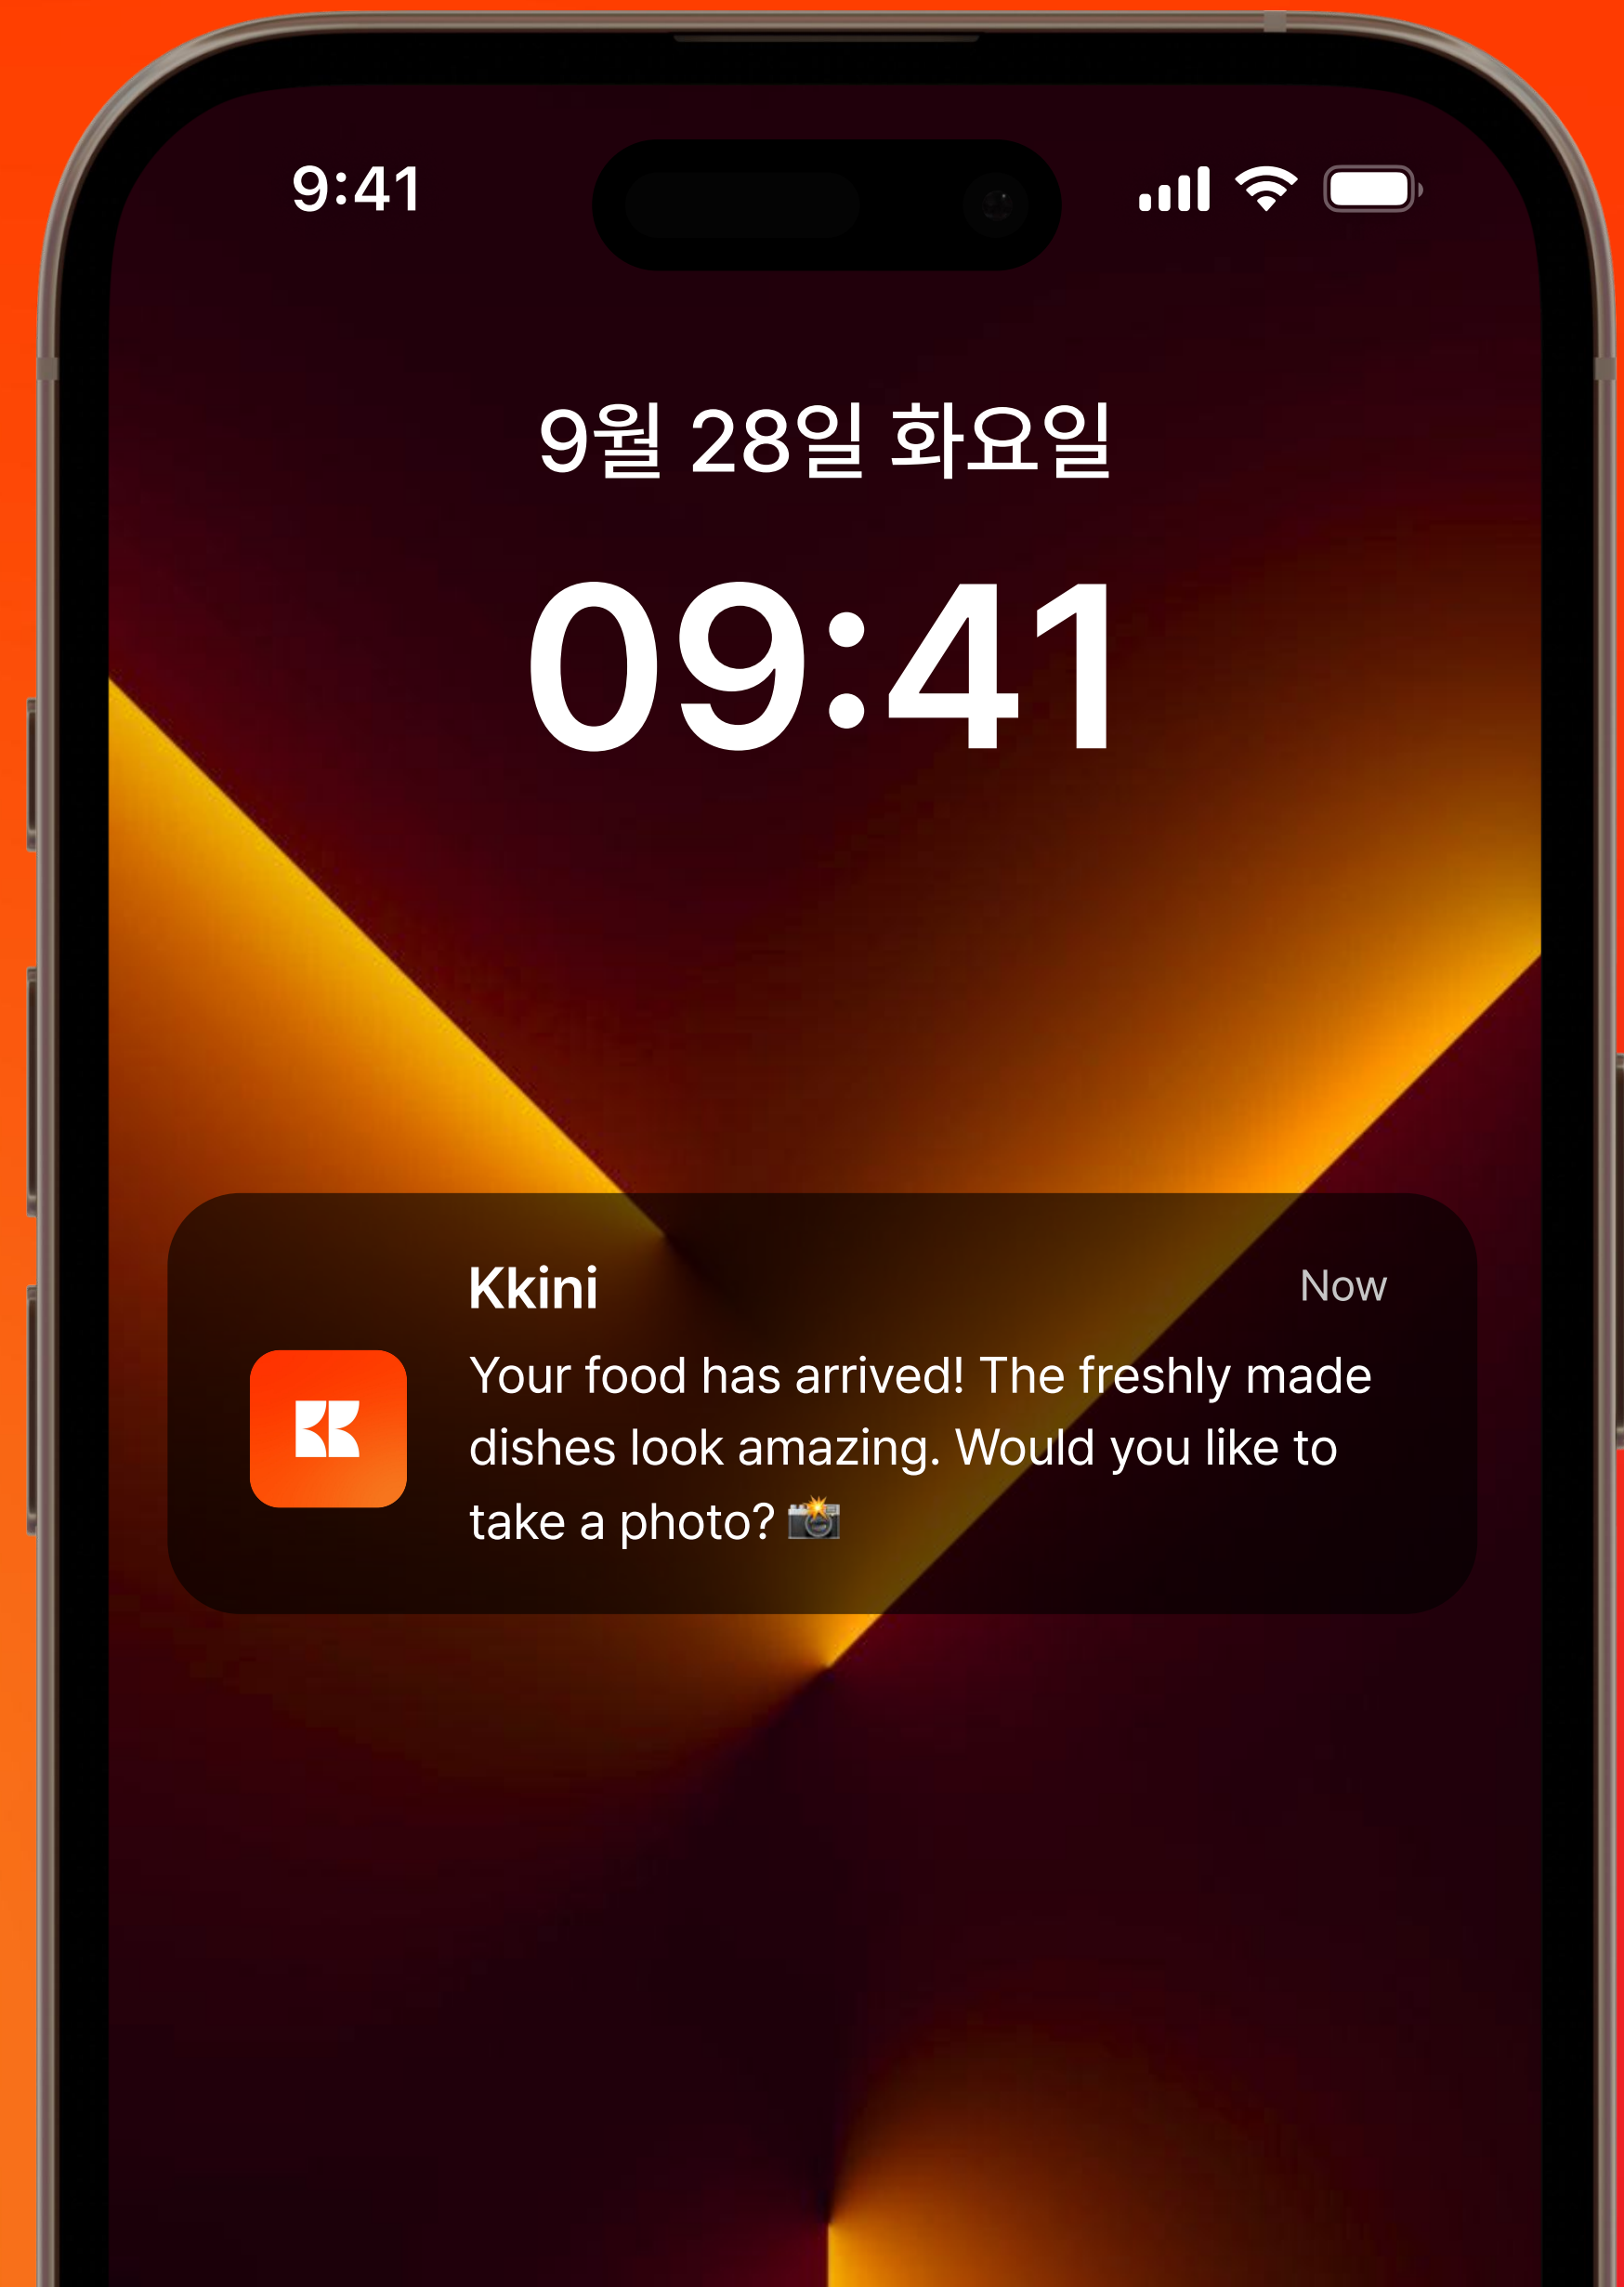 9:41
9월 28일 화요일
09:41
Kkini
Now
Your food has arrived! The freshly made
dishes look amazing. Would you like to
take a photo? 📸